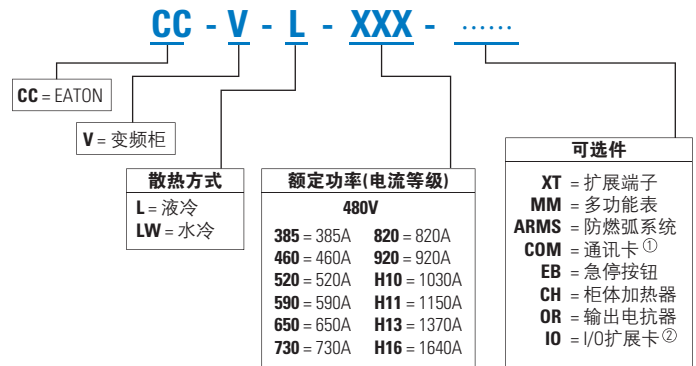 CC - V - L - XXX - ······
CC = EATON
V = 变频柜
散热方式
L = 液冷
LW = 水冷
额定功率(电流等级)
480V
385 = 385A 820 = 820A
460 = 460A 920 = 920A
520 = 520A H10 = 1030A
590 = 590A H11 = 1150A
650 = 650A H13 = 1370A
730 = 730A H16 = 1640A
可选件
XT = 扩展端子
MM = 多功能表
ARMS = 防燃弧系统
COM = 通讯卡①
EB = 急停按钮
CH = 柜体加热器
OR = 输出电抗器
IO = I/0扩展卡②